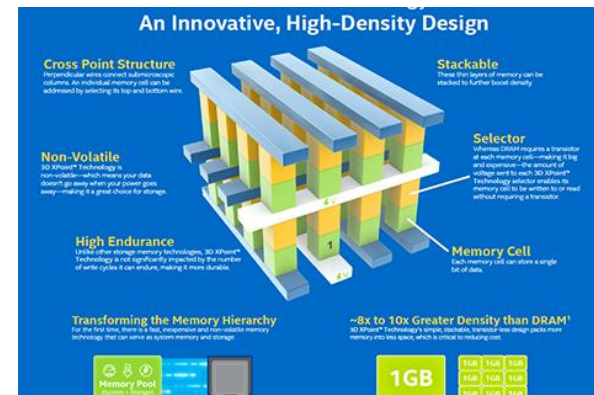 An Innovative, High-Density Design
Cross Point Structure
Perpendicular wires connect submicroscopic
columns. An individual memory cell can be
addressed by selecting its top and bottom wire.
Stackable
These thin layers of memory can be
stacked to further boost density.
Non-Volatile
3D XPoint™ Technology is
non-volatile—which means your data
doesn't go away when your power goes
away—making it a great choice for storage.
Selector
Whereas DRAM requires a transistor
at each memory cell—making it big
and expensive—the amount of
voltage sent to each 3D XPoint™
Technology selector enables its
memory cell to be written to or read
without requiring a transistor.
High Endurance
Unlike other storage memory technologies, 3D XPoint™
Technology is not significantly impacted by the number
of write cycles it can endure, making it more durable.
1
Memory Cell
Each memory cell can store a single
bit of data.
Transforming the Memory Hierarchy
For the first time, there is a fast, inexpensive and non-volatile memory
technology that can serve as system memory and storage.
~8x to 10x Greater Density than DRAM¹
3D XPoint™ Technology's simple, stackable, transistor-less design packs more
memory into less space, which is critical to reducing cost.
Memory Pool
1GB
1GB 1GB 1GB
1GB 1GB 1GB
1GB 1GB 1GB